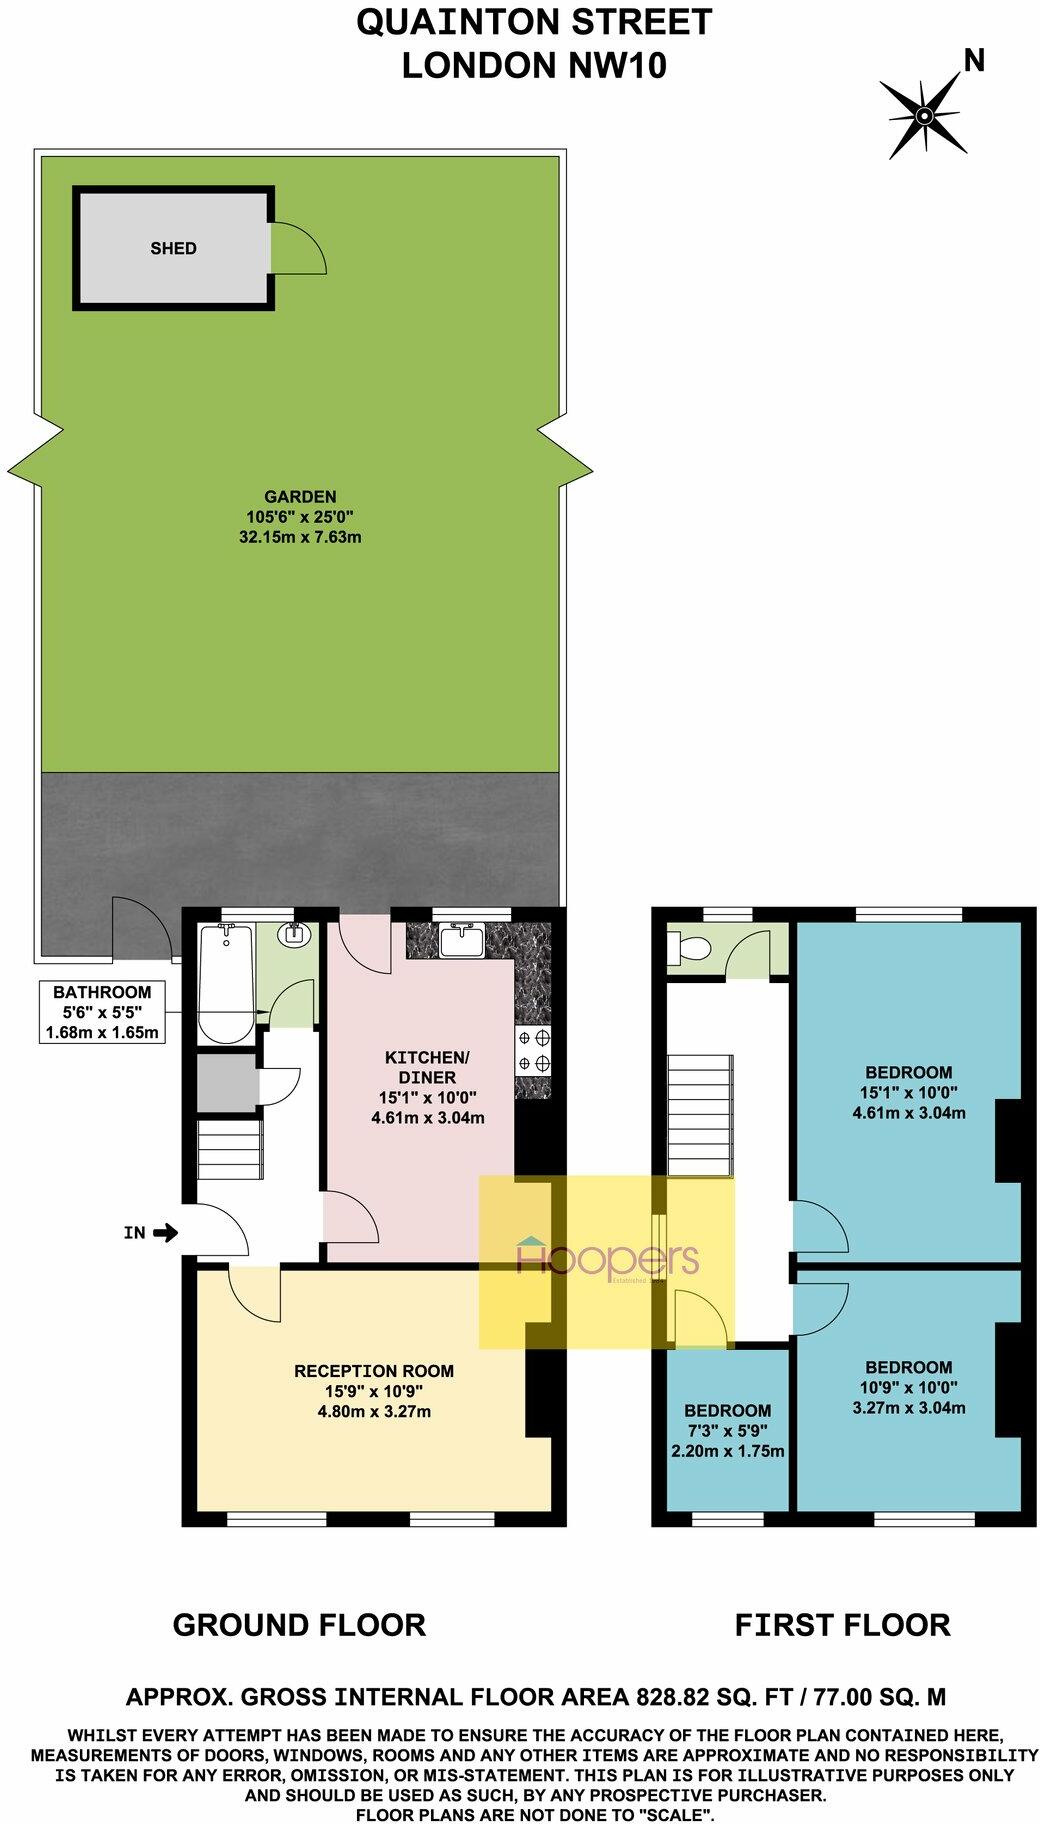 QUAINTON STREET
LONDON NW10
N
SHED
GARDEN
105'6" x 25'0"
32.15m x 7.63m
BATHROOM
5'6" x 5'5"
1.68m x 1.65m
KITCHEN/
DINER
15'1" x 10'0"
4.61m x 3.04m
BEDROOM
15'1" x 10'0"
4.61m x 3.04m
IN
Hoopers
Established
RECEPTION ROOM
15'9" x 10'9"
4.80m x 3.27m
BEDROOM
7'3" x 5'9"
2.20m x 1.75m
BEDROOM
10'9" x 10'0"
3.27m x 3.04m
GROUND FLOOR
FIRST FLOOR
APPROX. GROSS INTERNAL FLOOR AREA 828.82 SQ. FT / 77.00 SQ. M
WHILST EVERY ATTEMPT HAS BEEN MADE TO ENSURE THE ACCURACY OF THE FLOOR PLAN CONTAINED HERE,
MEASUREMENTS OF DOORS, WINDOWS, ROOMS AND ANY OTHER ITEMS ARE APPROXIMATE AND NO RESPONSIBILITY
IS TAKEN FOR ANY ERROR, OMISSION, OR MIS-STATEMENT. THIS PLAN IS FOR ILLUSTRATIVE PURPOSES ONLY
AND SHOULD BE USED AS SUCH, BY ANY PROSPECTIVE PURCHASER.
FLOOR PLANS ARE NOT DONE TO "SCALE".